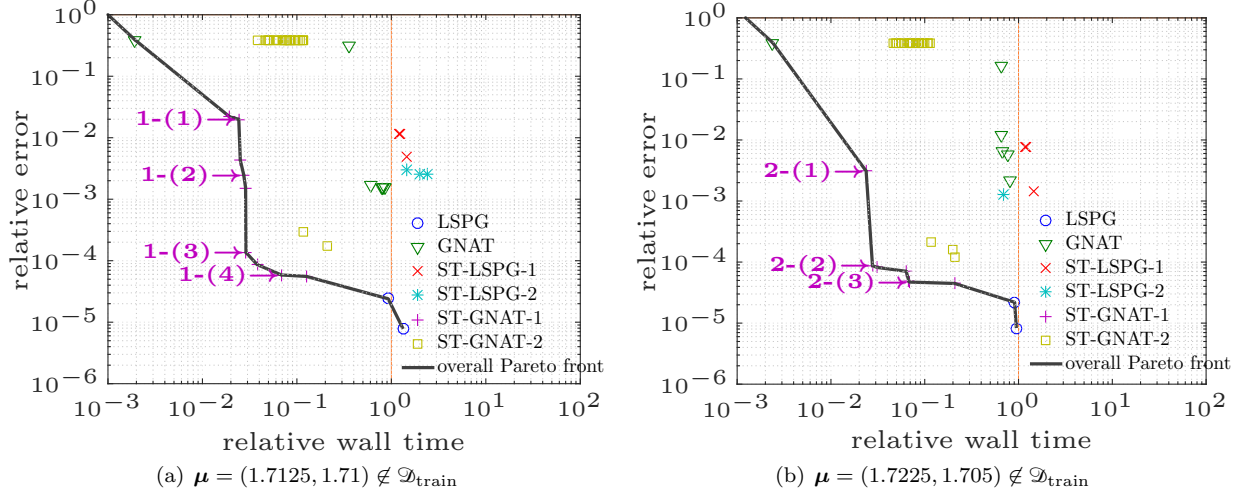 10^0
10^-1
10^-2
10^-3
10^-4
10^-5
10^-6
relative error
1-(1)
1-(2)
1-(3)
1-(4)
LSPG
GNAT
ST-LSPG-1
ST-LSPG-2
ST-GNAT-1
ST-GNAT-2
overall Pareto front
10^-3 10^-2 10^-1 10^0 10^1 10^2
relative wall time
(a) μ = (1.7125, 1.71) ∉ 𝒟_train
10^0
10^-1
10^-2
10^-3
10^-4
10^-5
10^-6
relative error
2-(1)
2-(2)
2-(3)
LSPG
GNAT
ST-LSPG-1
ST-LSPG-2
ST-GNAT-1
ST-GNAT-2
overall Pareto front
10^-3 10^-2 10^-1 10^0 10^1 10^2
relative wall time
(b) μ = (1.7225, 1.705) ∉ 𝒟_train